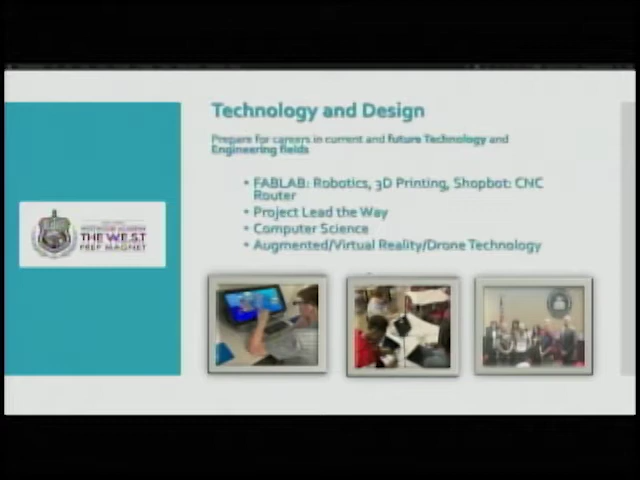 Technology and Design
Prepare for careers in current and future Technology and
Engineering fields
• FABLAB: Robotics, 3D Printing, Shopbot: CNC
Router
• Project Lead the Way
• Computer Science
• Augmented/Virtual Reality/Drone Technology
THE W.E.S.T
PREP MAGNET